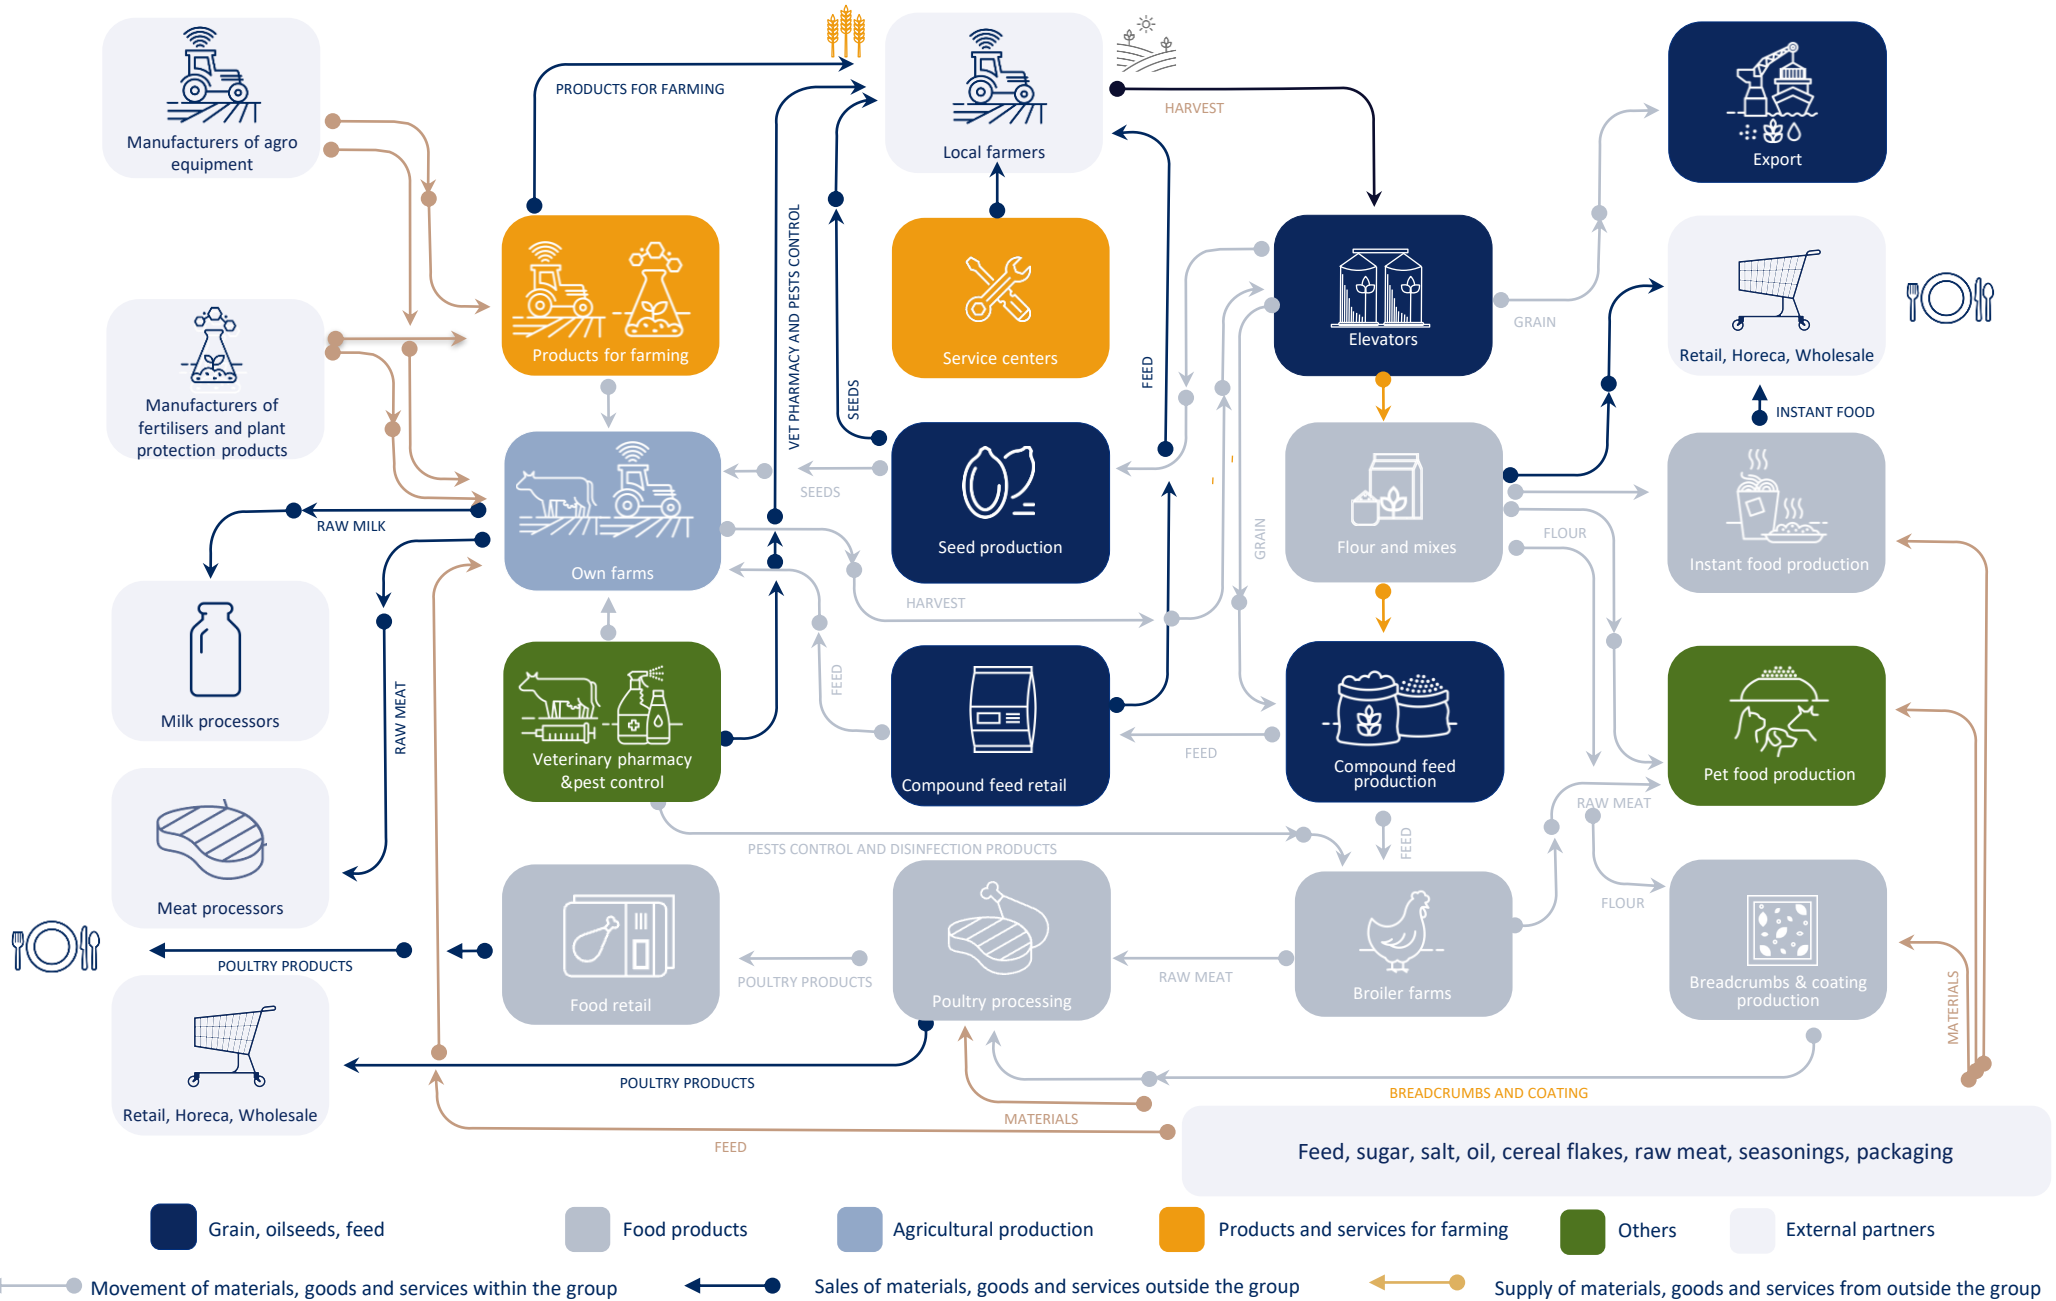 PRODUCTS FOR FARMING
HARVEST
Manufacturers of agro
equipment
Local farmers
Export
VET PHARMACY AND PESTS CONTROL
SEEDS
FEED
Products for farming
Service centers
Elevators
GRAIN
Retail, Horeca, Wholesale
INSTANT FOOD
Manufacturers of
fertilisers and plant
protection products
RAW MILK
SEEDS
Own farms
Seed production
GRAIN
Flour and mixes
FLOUR
Instant food production
HARVEST
Milk processors
RAW MEAT
Veterinary pharmacy
&pest control
FEED
Compound feed retail
FEED
Compound feed
production
Pet food production
RAW MEAT
PESTS CONTROL AND DISINFECTION PRODUCTS
FEED
Meat processors
FLOUR
POULTRY PRODUCTS
Food retail
POULTRY PRODUCTS
Poultry processing
RAW MEAT
Broiler farms
Breadcrumbs & coating
production
MATERIALS
POULTRY PRODUCTS
BREADCRUMBS AND COATING
Retail, Horeca, Wholesale
MATERIALS
FEED
Feed, sugar, salt, oil, cereal flakes, raw meat, seasonings, packaging
Grain, oilseeds, feed
Food products
Agricultural production
Products and services for farming
Others
External partners
Movement of materials, goods and services within the group
Sales of materials, goods and services outside the group
Supply of materials, goods and services from outside the group